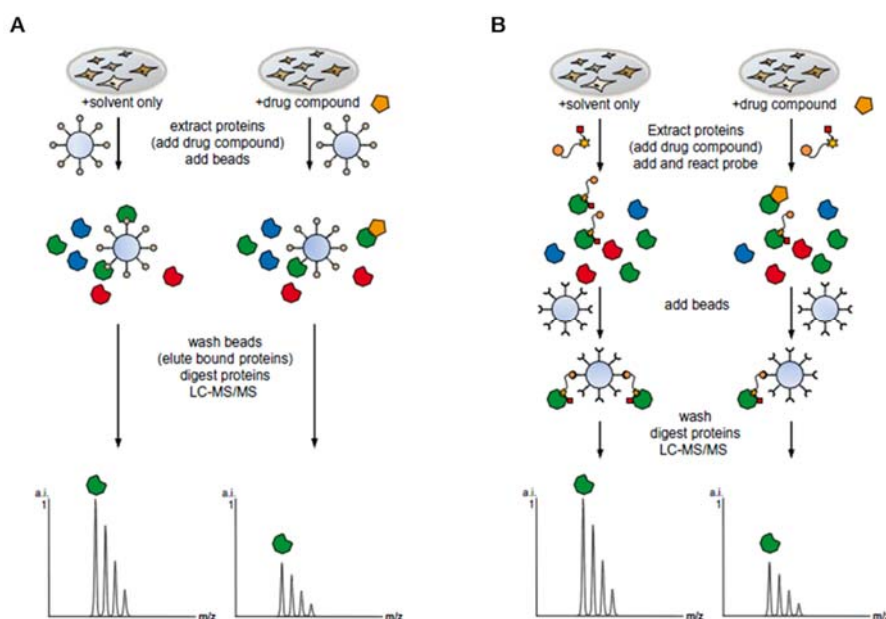 A
+solvent only
+drug compound
extract proteins
(add drug compound)
add beads
wash beads
(elute bound proteins)
digest proteins
LC-MS/MS
a.i.
1
m/z
a.i.
1
m/z
B
+solvent only
+drug compound
Extract proteins
(add drug compound)
add and react probe
add beads
wash
digest proteins
LC-MS/MS
a.i.
1
m/z
a.i.
1
m/z